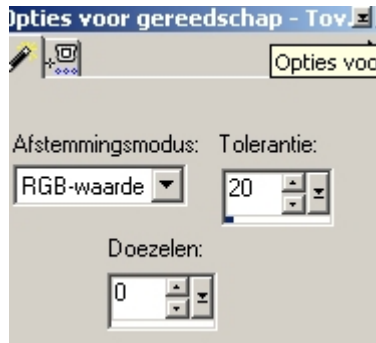 Opties voor gereedschap - Tov
Opties voo
Afstemmingsmodus: Tolerantie:
RGB-waarde 20
Doezelen:
0